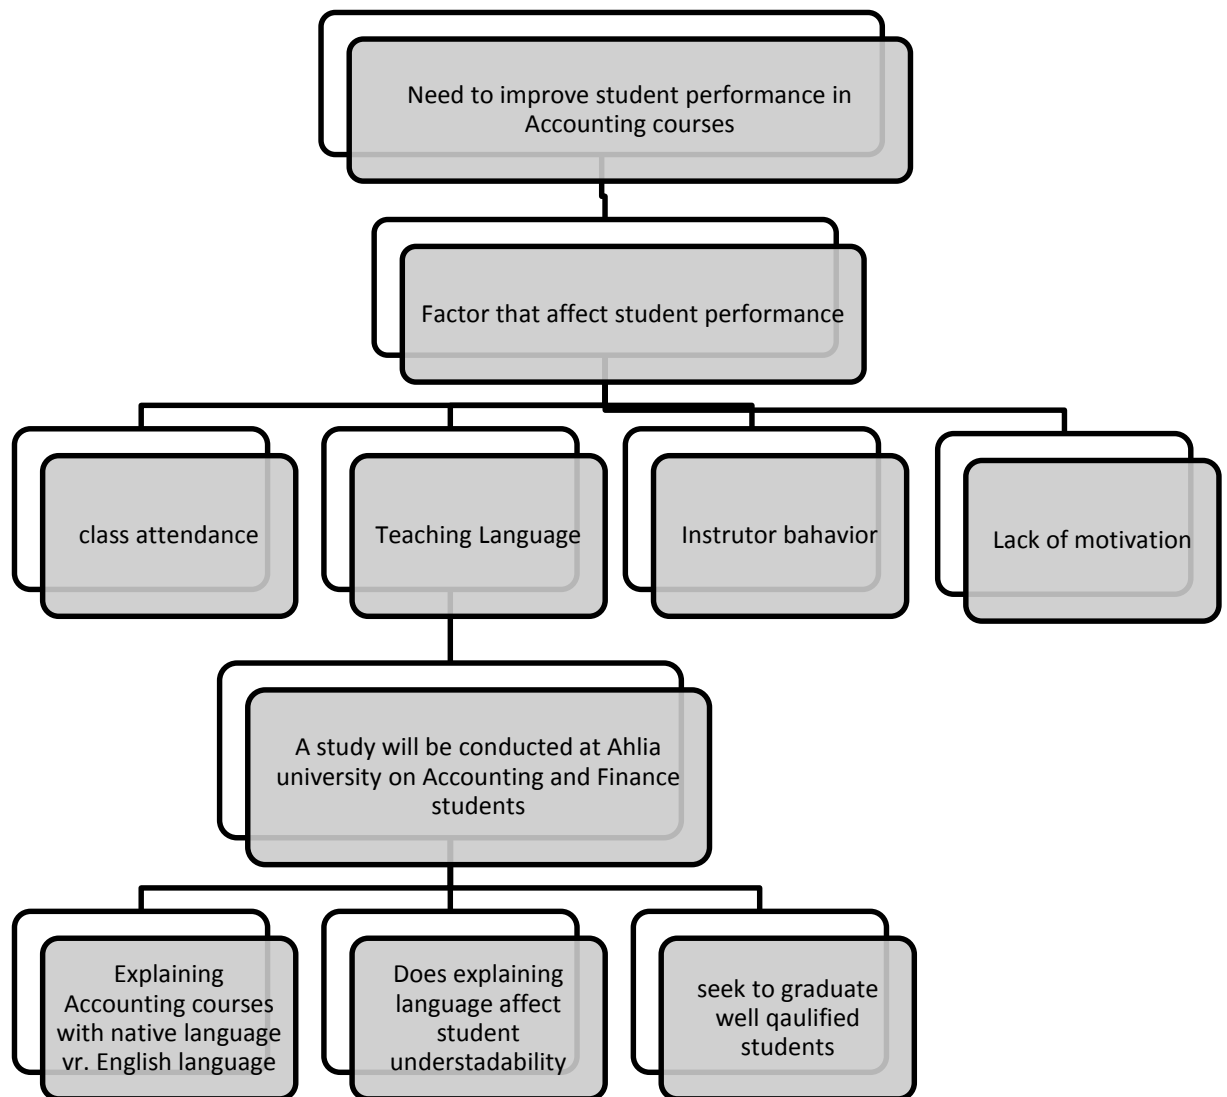 Need to improve student performance in
Accounting courses
Factor that affect student performance
class attendance
Teaching Language
Instrutor bahavior
Lack of motivation
A study will be conducted at Ahlia
university on Accounting and Finance
students
Explaining
Accounting courses
with native language
vr. English language
Does explaining
language affect
student
understadability
seek to graduate
well qaulified
students